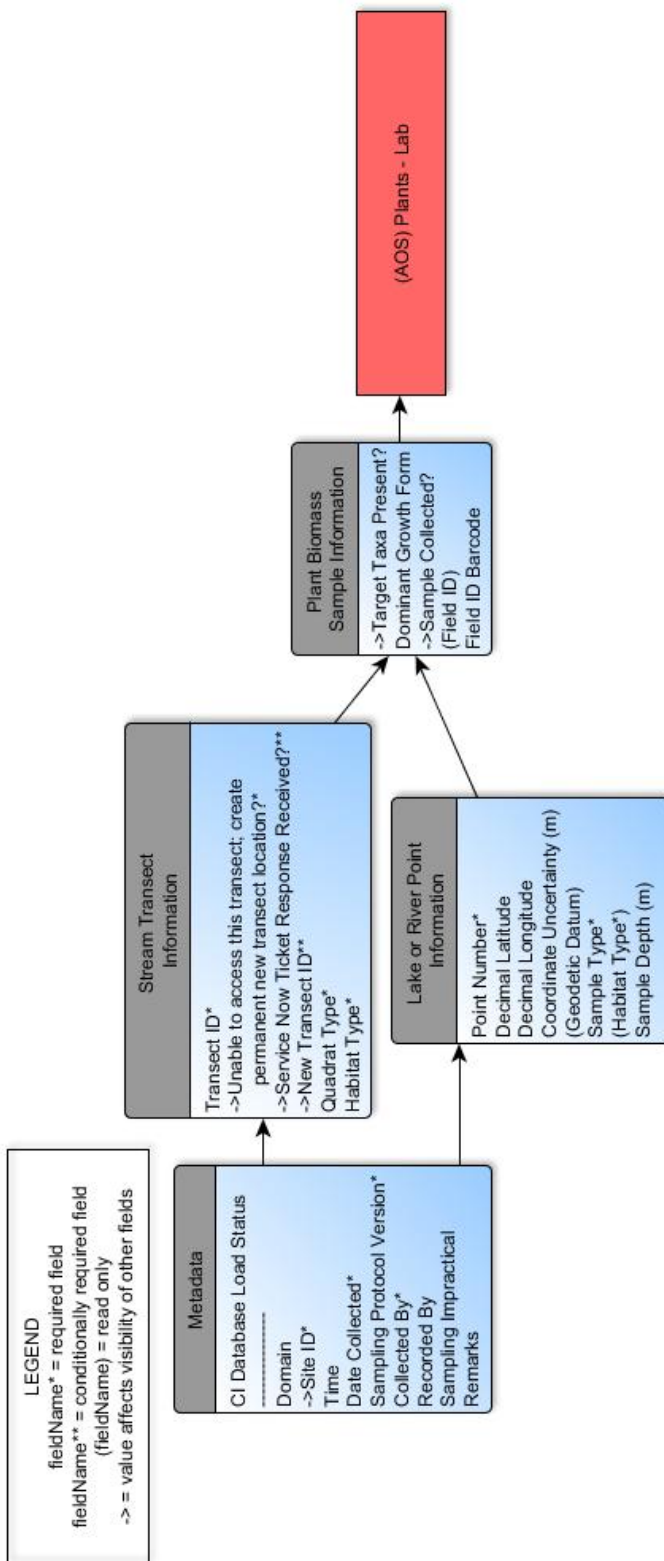 LEGEND
fieldName* = required field
fieldName** = conditionally required field
(fieldName) = read only
-> = value affects visibility of other fields
Metadata
CI Database Load Status
--------------------
Domain
->Site ID*
Time
Date Collected*
Sampling Protocol Version*
Collected By*
Recorded By
Sampling Impractical
Remarks
Stream Transect
Information
Transect ID*
->Unable to access this transect; create
permanent new transect location?*
->Service Now Ticket Response Received?**
->New Transect ID**
Quadrat Type*
Habitat Type*
Lake or River Point
Information
Point Number*
Decimal Latitude
Decimal Longitude
Coordinate Uncertainty (m)
(Geodetic Datum)
Sample Type*
(Habitat Type*)
Sample Depth (m)
Plant Biomass
Sample Information
->Target Taxa Present?
Dominant Growth Form
->Sample Collected?
(Field ID)
Field ID Barcode
(AOS) Plants - Lab